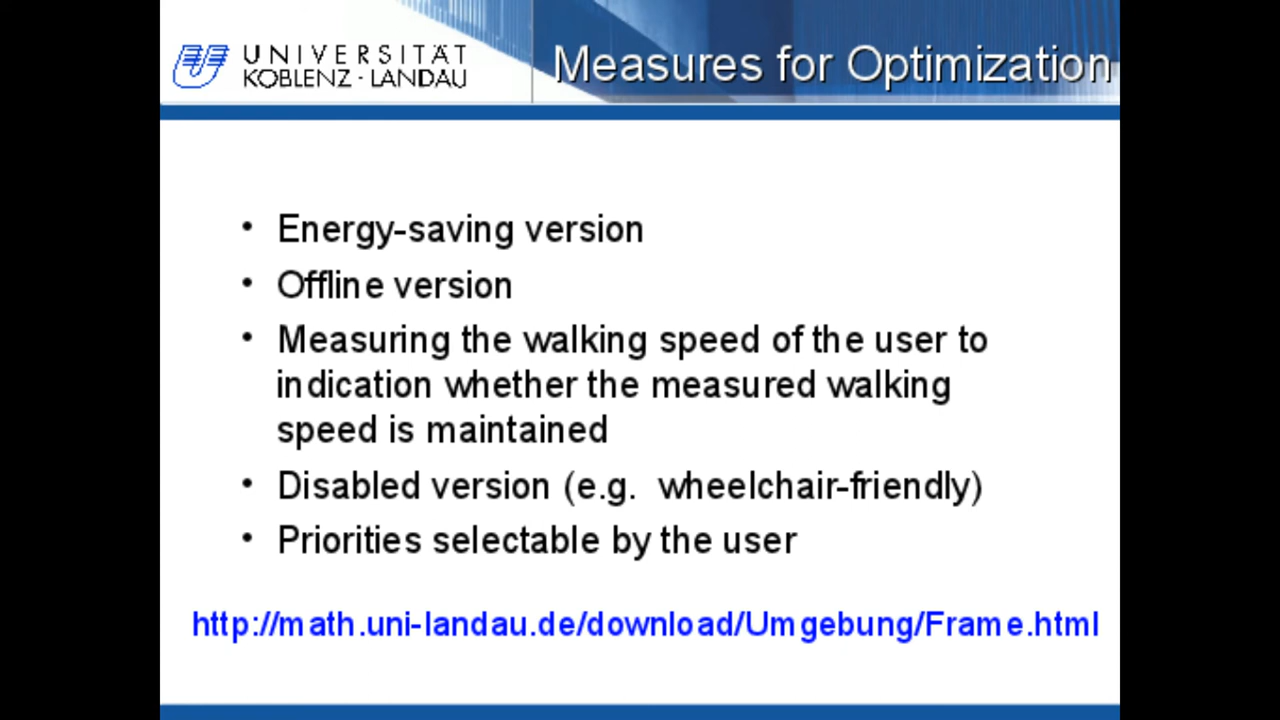 UNIVERSITÄT
KOBLENZ · LANDAU
Measures for Optimization
• Energy-saving version
• Offline version
• Measuring the walking speed of the user to
indication whether the measured walking
speed is maintained
• Disabled version (e.g. wheelchair-friendly)
• Priorities selectable by the user
http://math.uni-landau.de/download/Umgebung/Frame.html